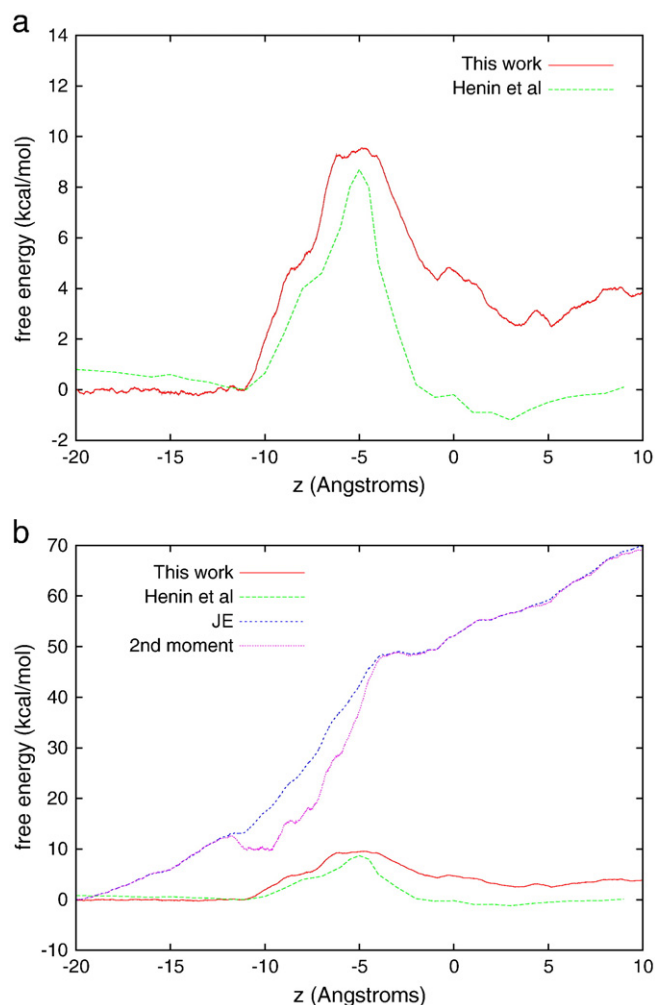 a
14
12
10
8
6
4
2
0
-2
free energy (kcal/mol)
This work
Henin et al
-20 -15 -10 -5 0 5 10
z (Angstroms)
b
70
60
50
40
30
20
10
0
-10
free energy (kcal/mol)
This work
Henin et al
JE
2nd moment
-20 -15 -10 -5 0 5 10
z (Angstroms)